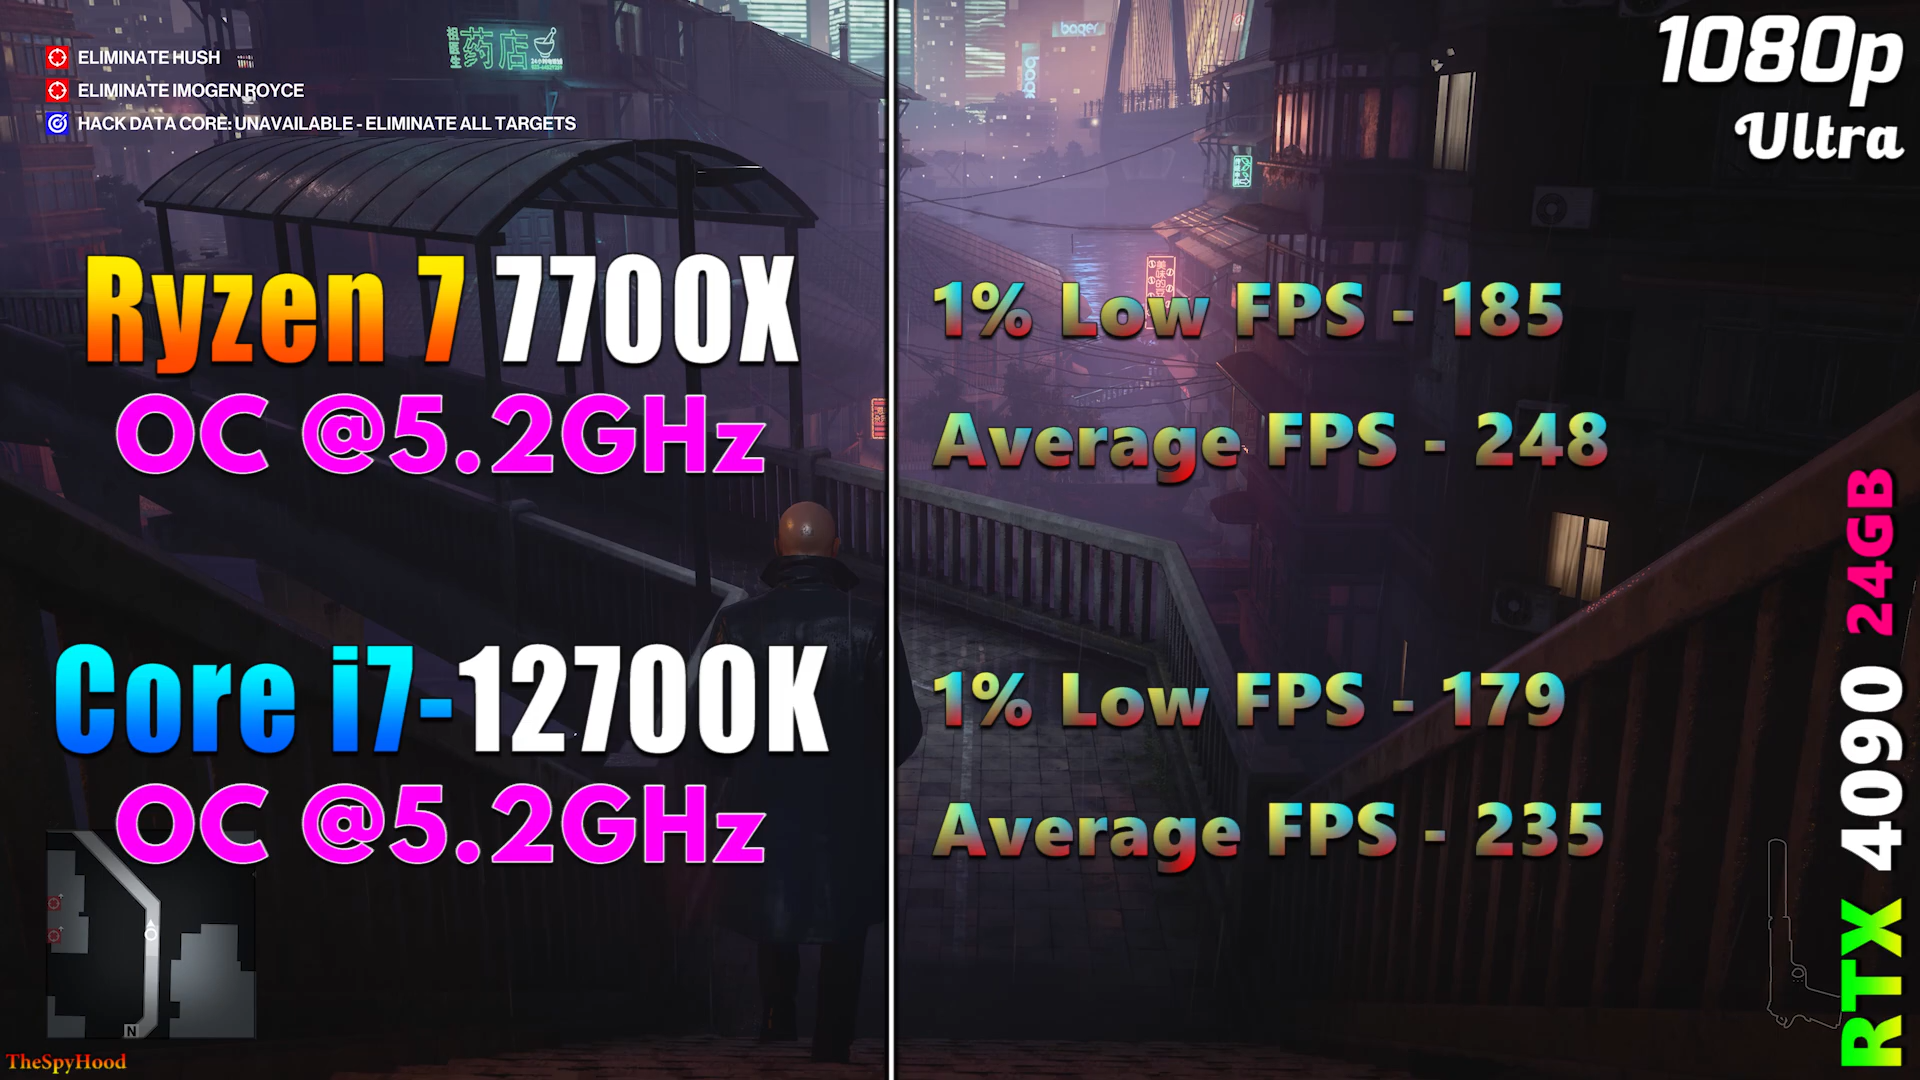 ELIMINATE HUSH
ELIMINATE IMOGEN ROYCE
HACK DATA CORE: UNAVAILABLE - ELIMINATE ALL TARGETS
药店
bager
1080p
Ultra
Ryzen 7 7700X
OC @5.2GHz
1% Low FPS - 185
Average FPS - 248
Core i7-12700K
OC @5.2GHz
1% Low FPS - 179
Average FPS - 235
RTX 4090 24GB
N
TheSpyHood